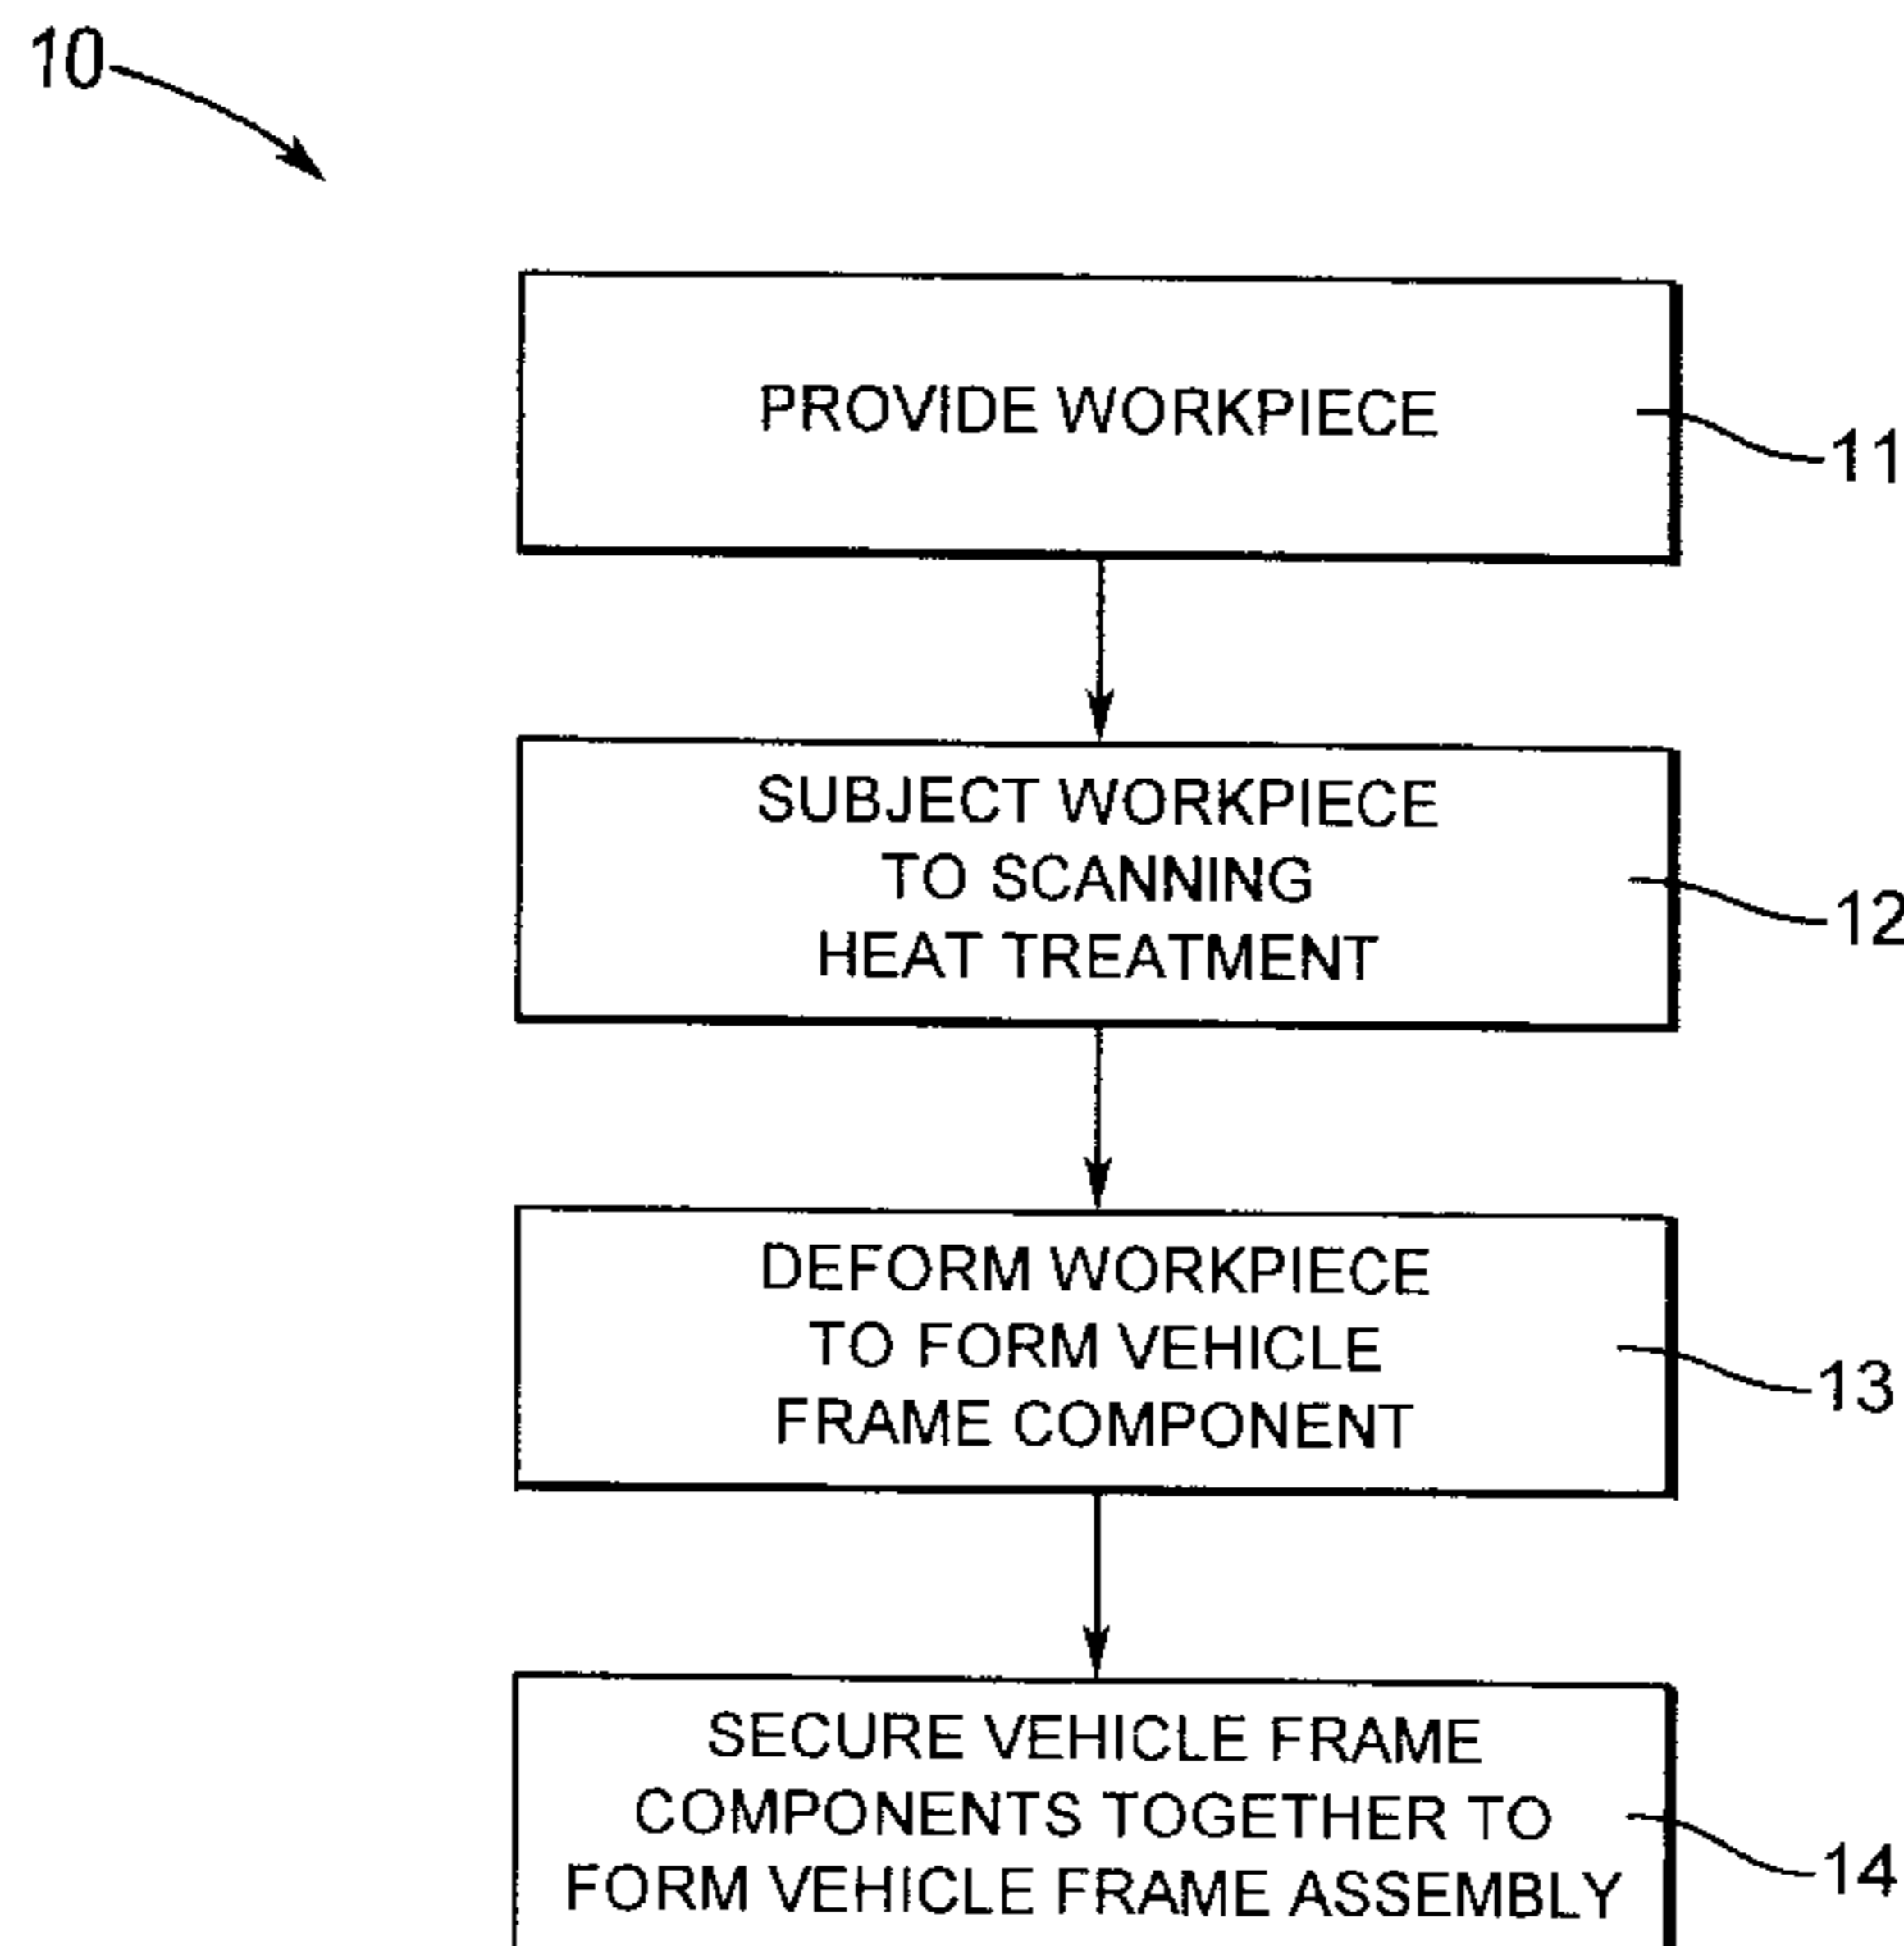 10
PROVIDE WORKPIECE
11
SUBJECT WORKPIECE
TO SCANNING
HEAT TREATMENT
12
DEFORM WORKPIECE
TO FORM VEHICLE
FRAME COMPONENT
13
SECURE VEHICLE FRAME
COMPONENTS TOGETHER TO
FORM VEHICLE FRAME ASSEMBLY
14